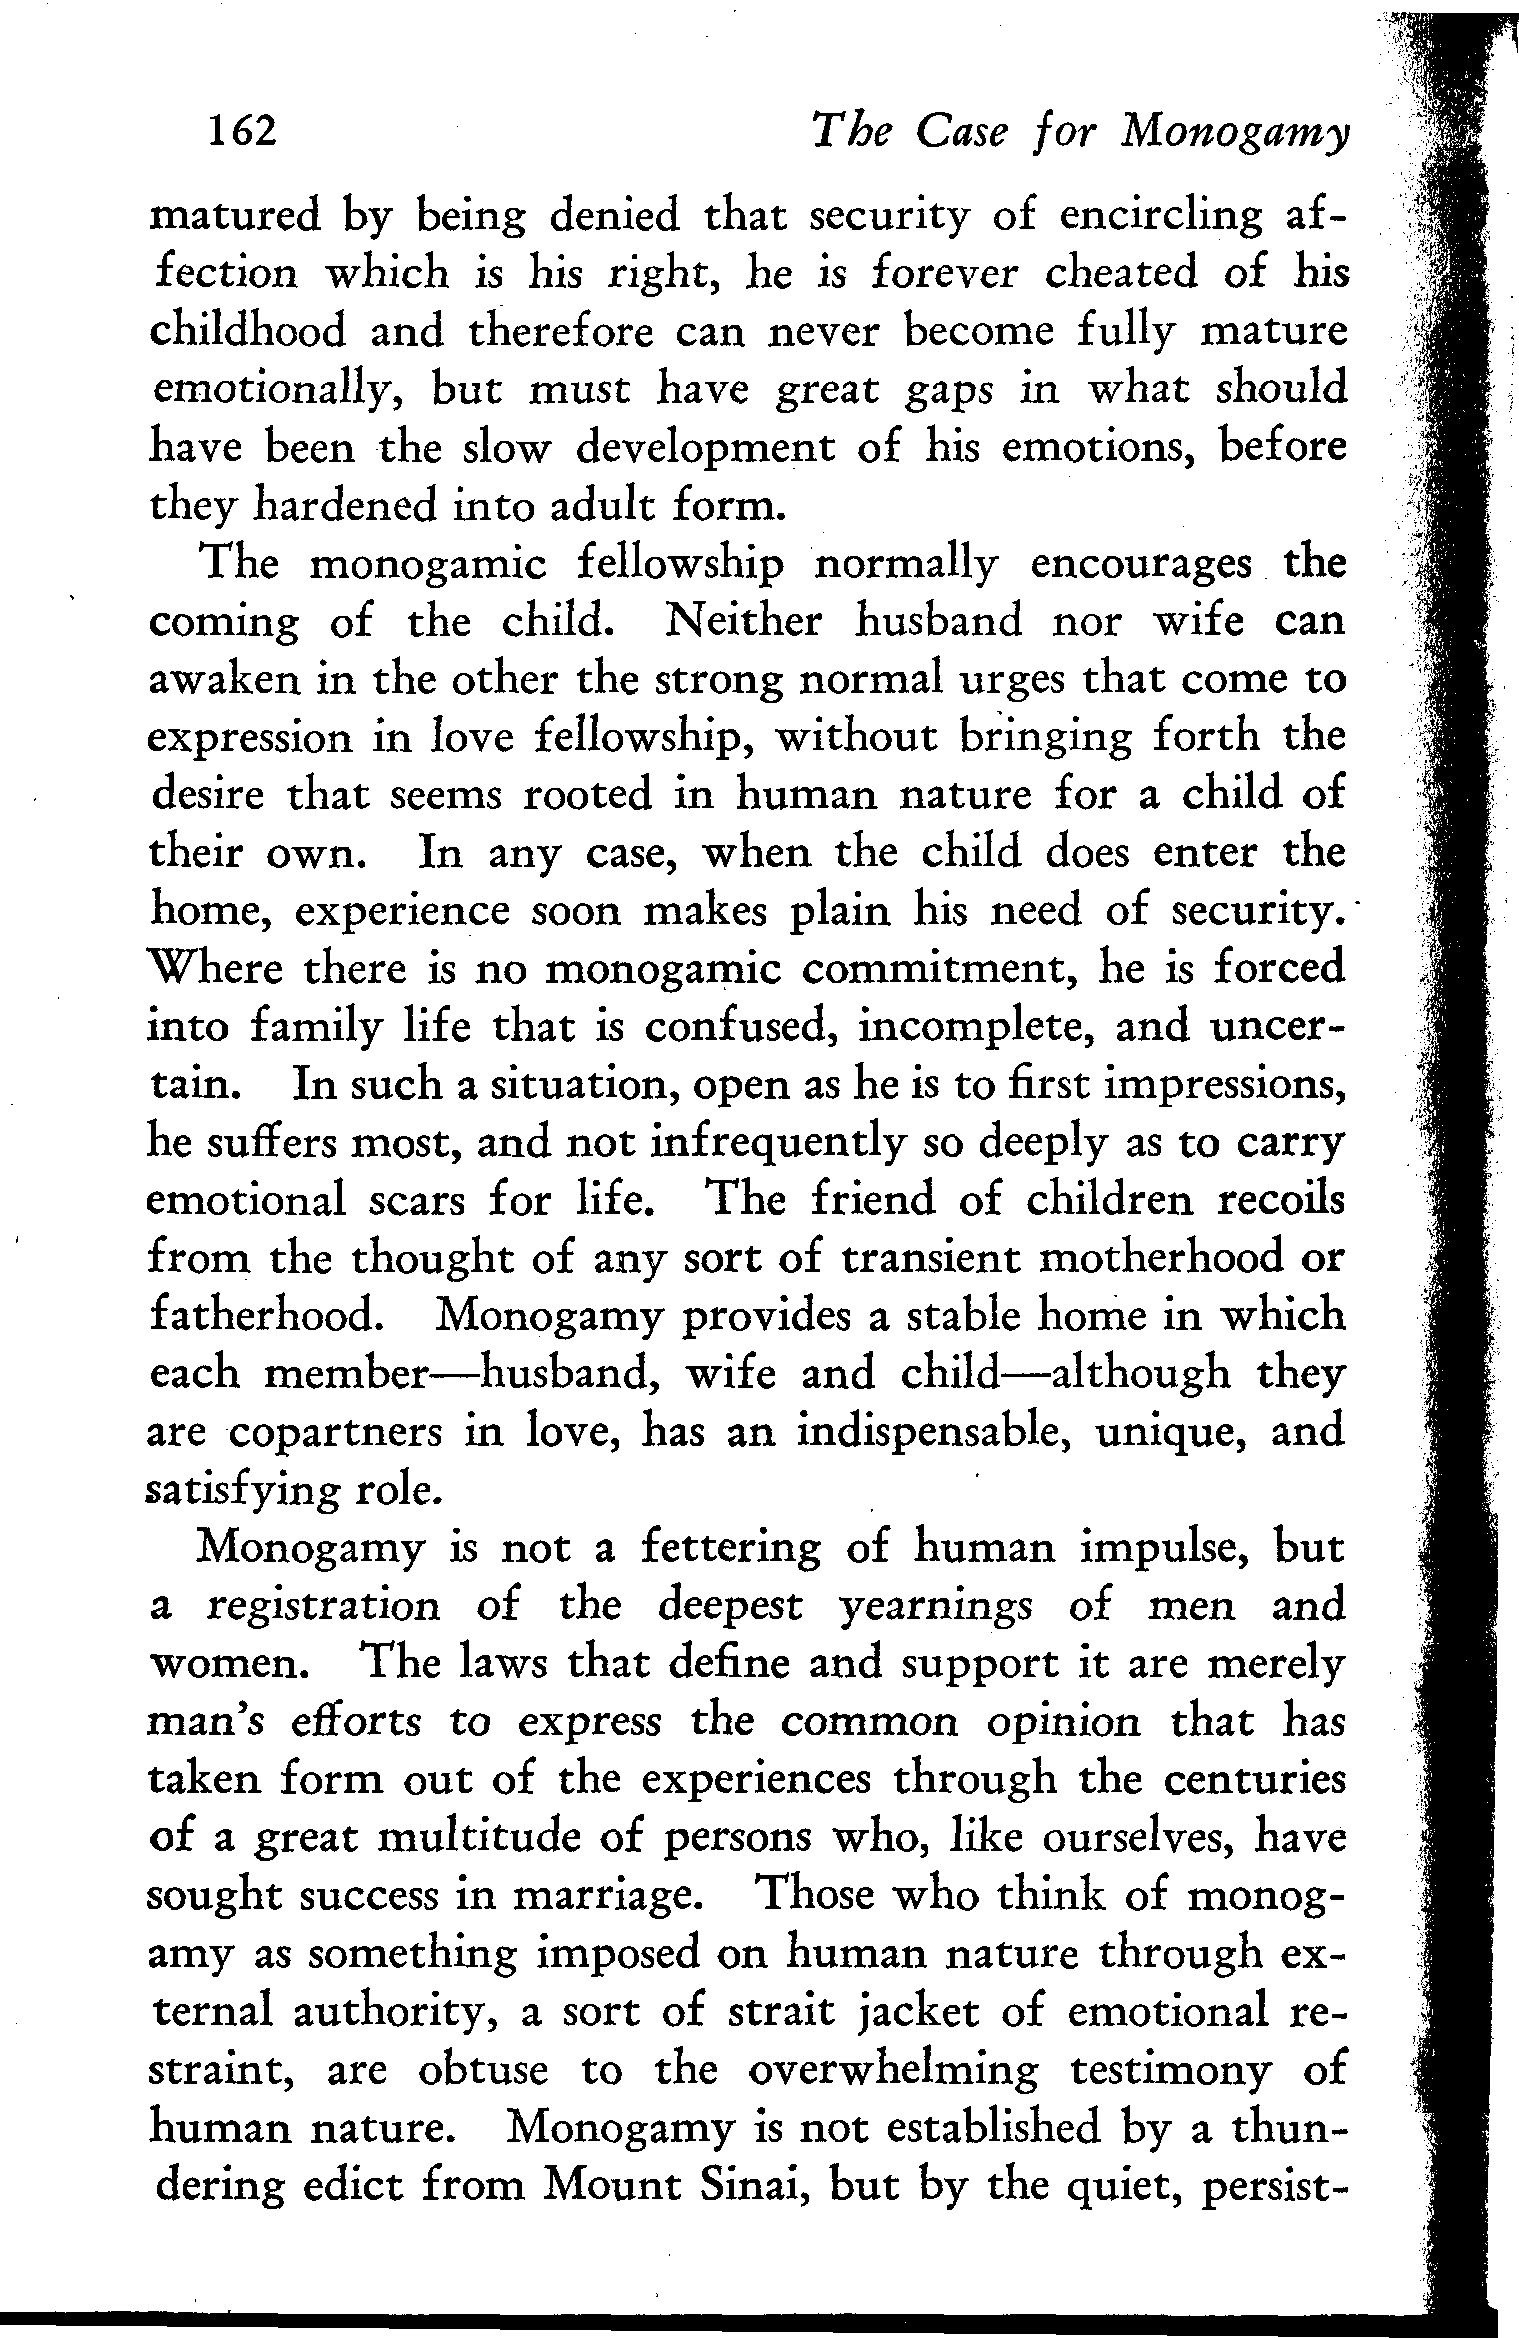 162 The Case for Monogamy
matured by being denied that security of encircling af-
fection which is his right, he is forever cheated of his
childhood and therefore can never become fully mature
emotionally, but must have great gaps in what should
have been the slow development of his emotions, before
they hardened into adult form.
The monogamic fellowship normally encourages the
coming of the child. Neither husband nor wife can
awaken in the other the strong normal urges that come to
expression in love fellowship, without bringing forth the
desire that seems rooted in human nature for a child of
their own. In any case, when the child does enter the
home, experience soon makes plain his need of security.
Where there is no monogamic commitment, he is forced
into family life that is confused, incomplete, and uncer-
tain. In such a situation, open as he is to first impressions,
he suffers most, and not infrequently so deeply as to carry
emotional scars for life. The friend of children recoils
from the thought of any sort of transient motherhood or
fatherhood. Monogamy provides a stable home in which
each member—husband, wife and child—although they
are copartners in love, has an indispensable, unique, and
satisfying role.
Monogamy is not a fettering of human impulse, but
a registration of the deepest yearnings of men and
women. The laws that define and support it are merely
man's efforts to express the common opinion that has
taken form out of the experiences through the centuries
of a great multitude of persons who, like ourselves, have
sought success in marriage. Those who think of monog-
amy as something imposed on human nature through ex-
ternal authority, a sort of strait jacket of emotional re-
straint, are obtuse to the overwhelming testimony of
human nature. Monogamy is not established by a thun-
dering edict from Mount Sinai, but by the quiet, persist-